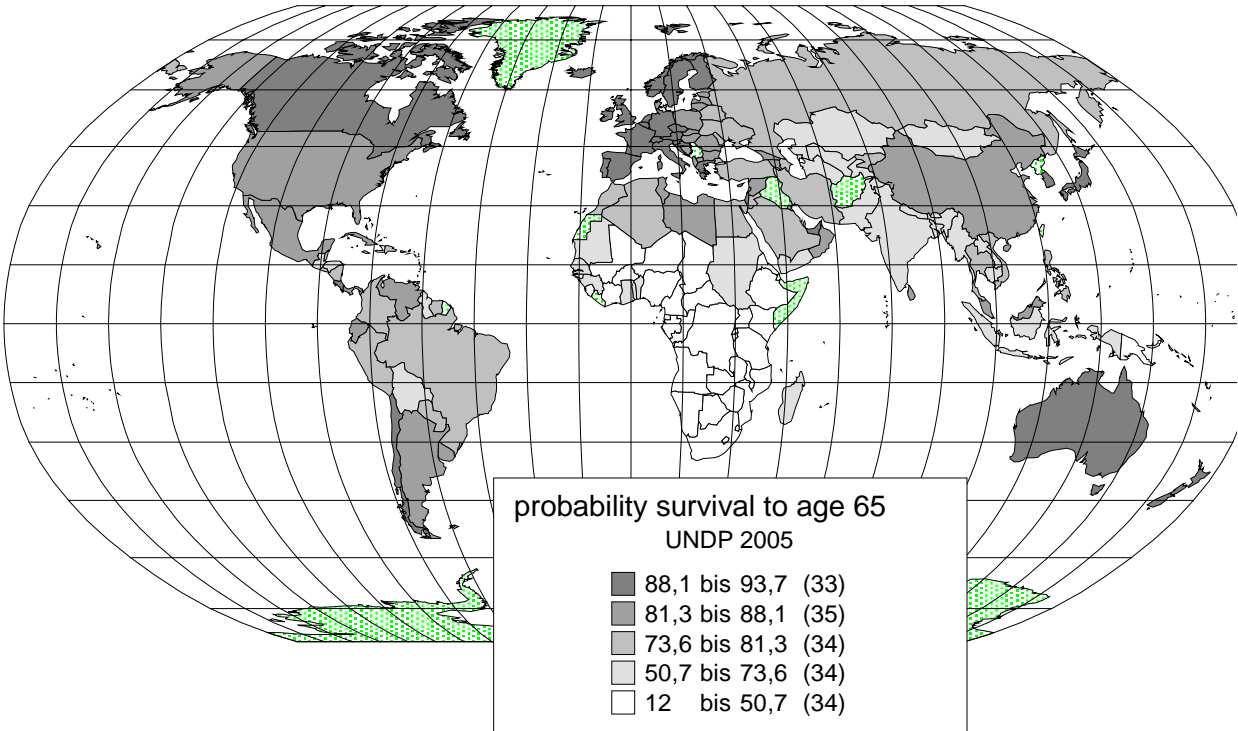 probability survival to age 65
UNDP 2005
88,1 bis 93,7 (33)
81,3 bis 88,1 (35)
73,6 bis 81,3 (34)
50,7 bis 73,6 (34)
12 bis 50,7 (34)